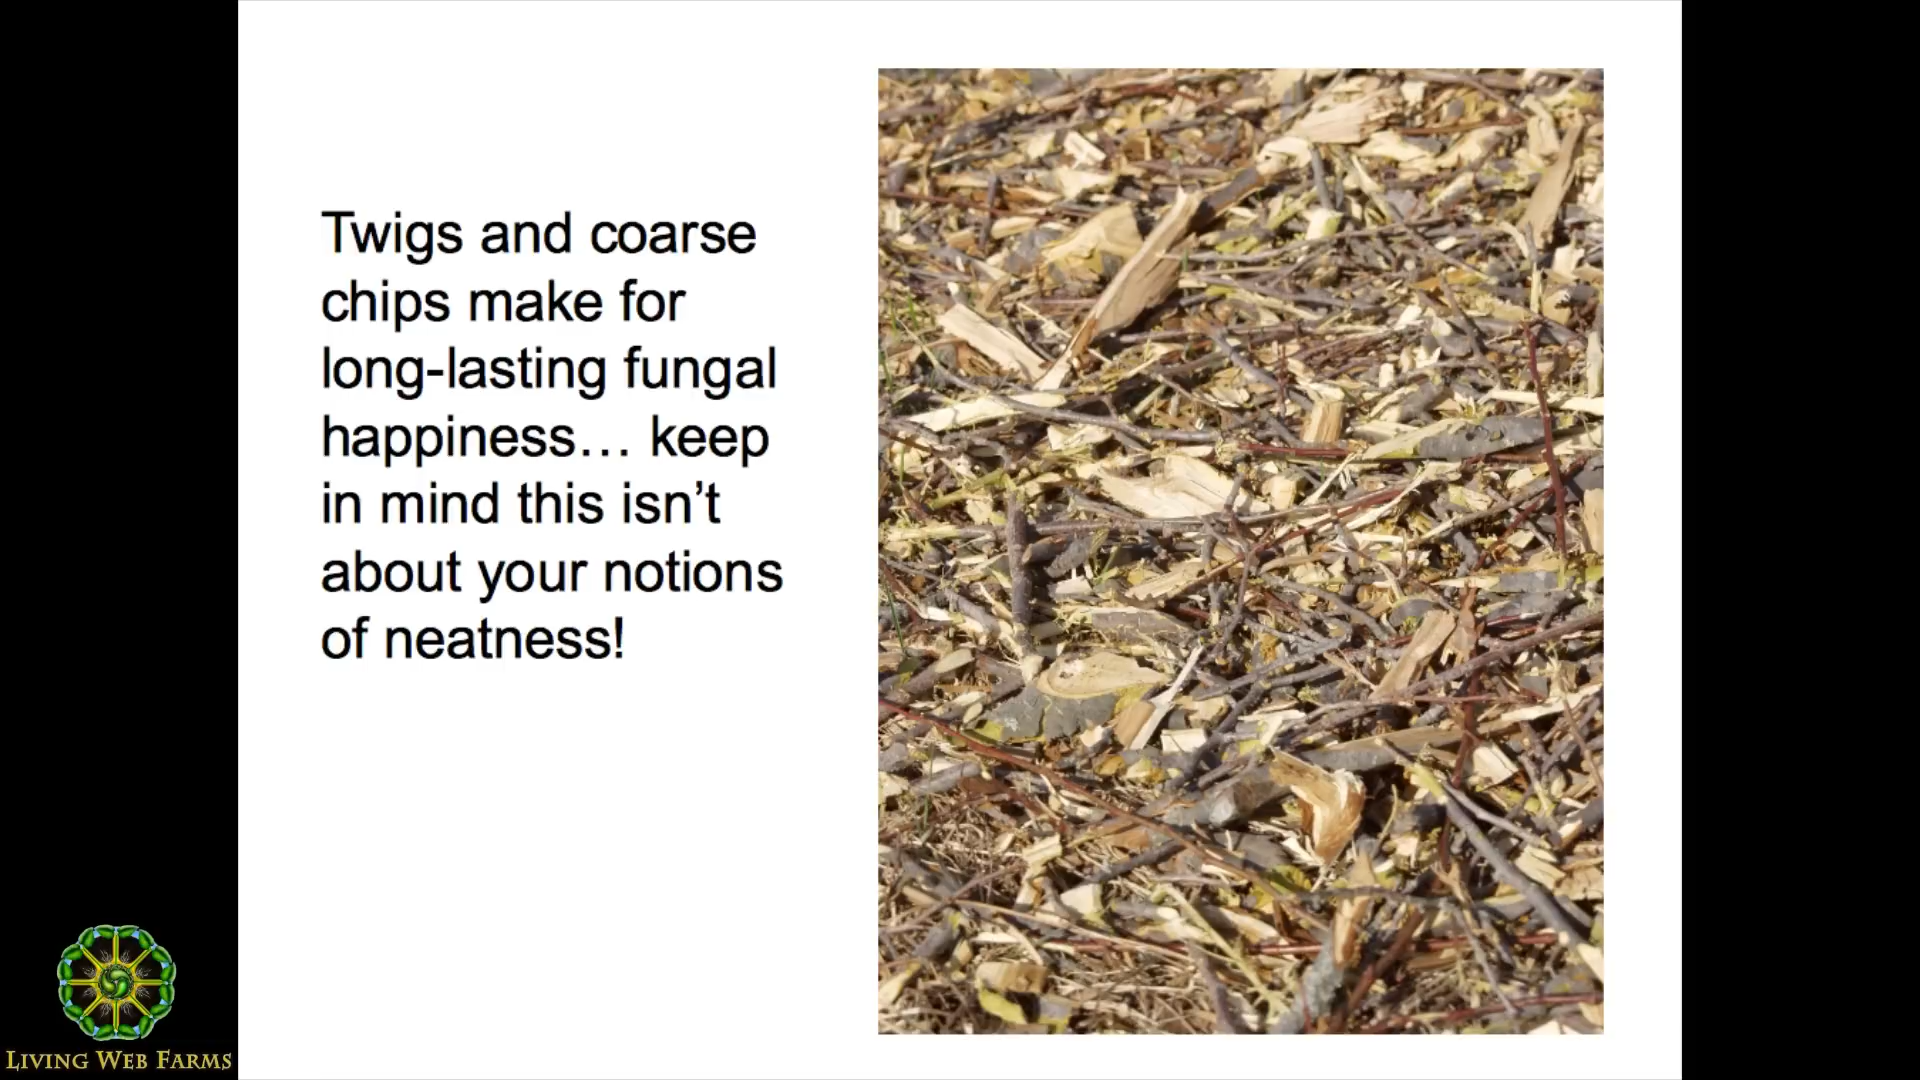 Twigs and coarse
chips make for
long-lasting fungal
happiness… keep
in mind this isn’t
about your notions
of neatness!
LIVING WEB FARMS